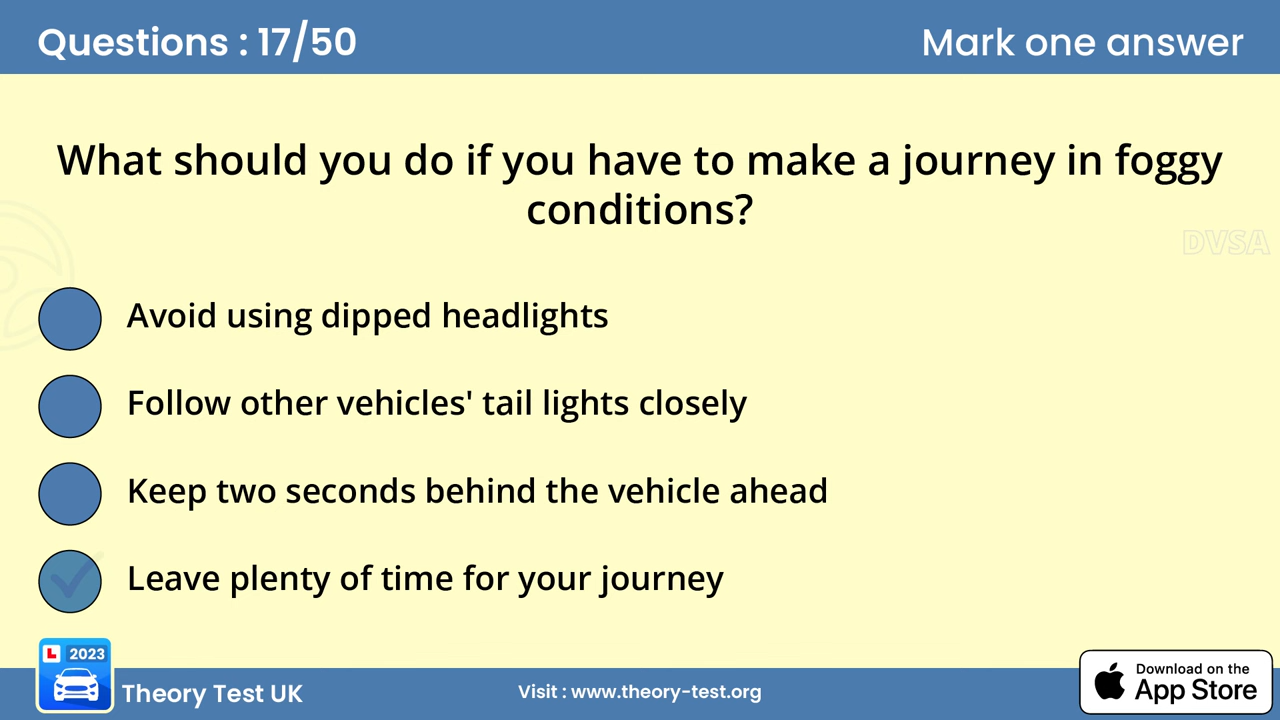 Questions : 17/50
Mark one answer
What should you do if you have to make a journey in foggy
conditions?
DVSA
Avoid using dipped headlights
Follow other vehicles' tail lights closely
Keep two seconds behind the vehicle ahead
Leave plenty of time for your journey
L 2023
Theory Test UK
Visit : www.theory-test.org
Download on the
App Store